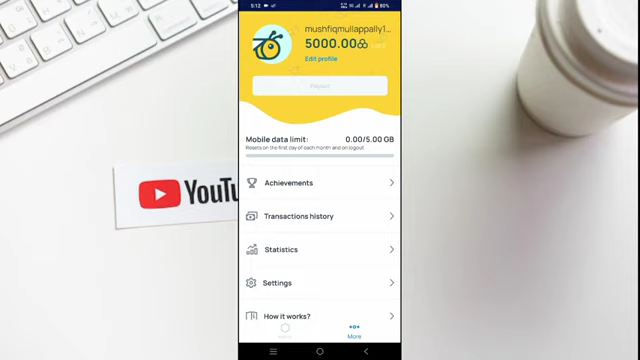 5:12
80%
mushfiqmullappally1...
5000.00
Edit profile
Payout
Mobile data limit: 0.00/5.00 GB
Resets on the first day of each month and on logout
Achievements
YouTu
Transactions history
Statistics
Settings
How it works?
More